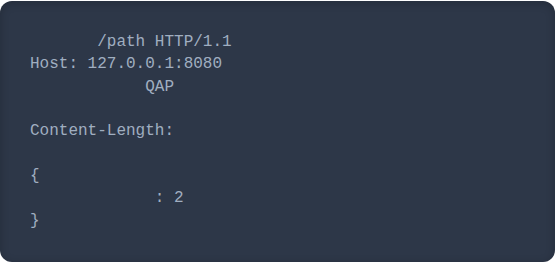 /path HTTP/1.1
Host: 127.0.0.1:8080
QAP
Content-Length:
{
: 2
}